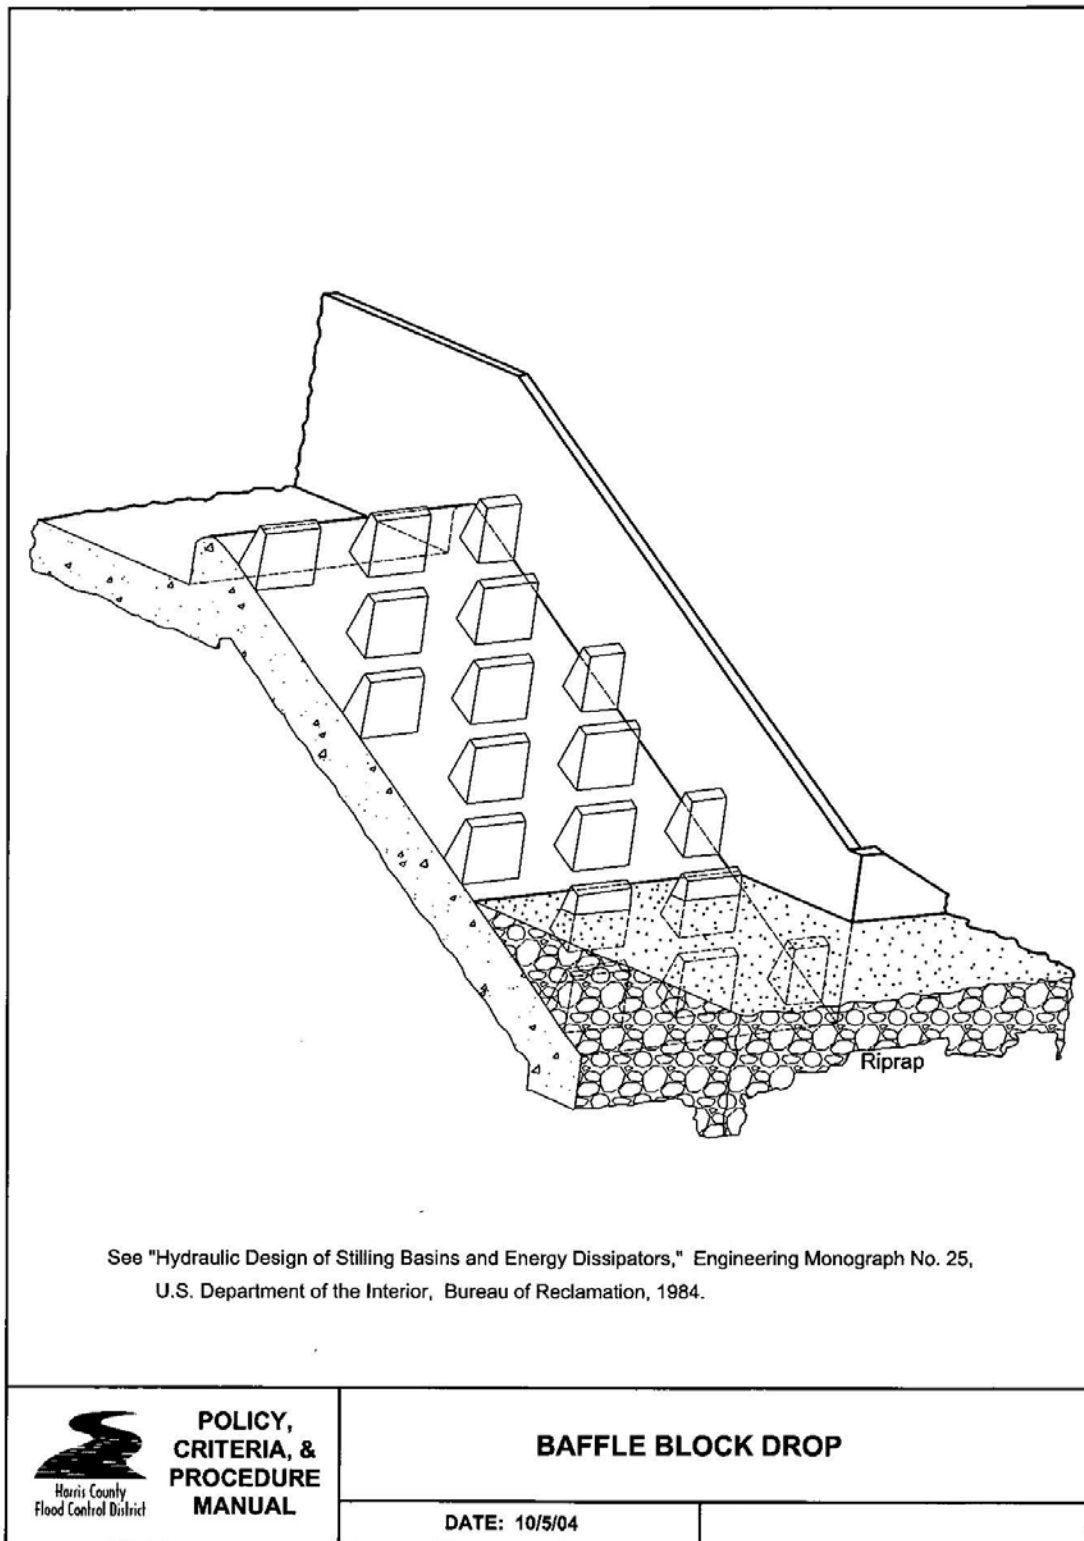 Riprap
See "Hydraulic Design of Stilling Basins and Energy Dissipators," Engineering Monograph No. 25,
U.S. Department of the Interior, Bureau of Reclamation, 1984.
Harris County
Flood Control District
POLICY,
CRITERIA, &
PROCEDURE
MANUAL
BAFFLE BLOCK DROP
DATE: 10/5/04